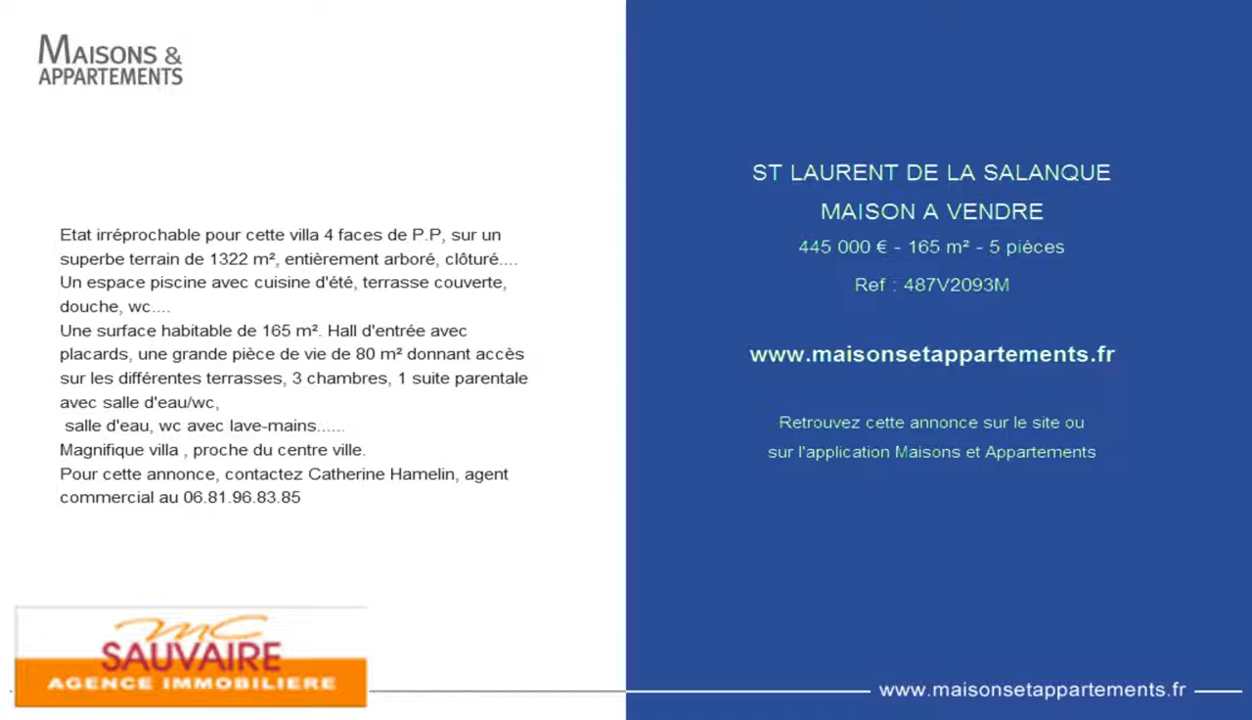 MAISONS &
APPARTEMENTS
Etat irréprochable pour cette villa 4 faces de P.P, sur un
superbe terrain de 1322 m², entièrement arboré, clôturé....
Un espace piscine avec cuisine d'été, terrasse couverte,
douche, wc....
Une surface habitable de 165 m². Hall d'entrée avec
placards, une grande pièce de vie de 80 m² donnant accès
sur les différentes terrasses, 3 chambres, 1 suite parentale
avec salle d'eau/wc,
salle d'eau, wc avec lave-mains......
Magnifique villa , proche du centre ville.
Pour cette annonce, contactez Catherine Hamelin, agent
commercial au 06.81.96.83.85
mc
SAUVAIRE
AGENCE IMMOBILIERE
ST LAURENT DE LA SALANQUE
MAISON A VENDRE
445 000 € - 165 m² - 5 pièces
Ref : 487V2093M
www.maisonsetappartements.fr
Retrouvez cette annonce sur le site ou
sur l'application Maisons et Appartements
www.maisonsetappartements.fr